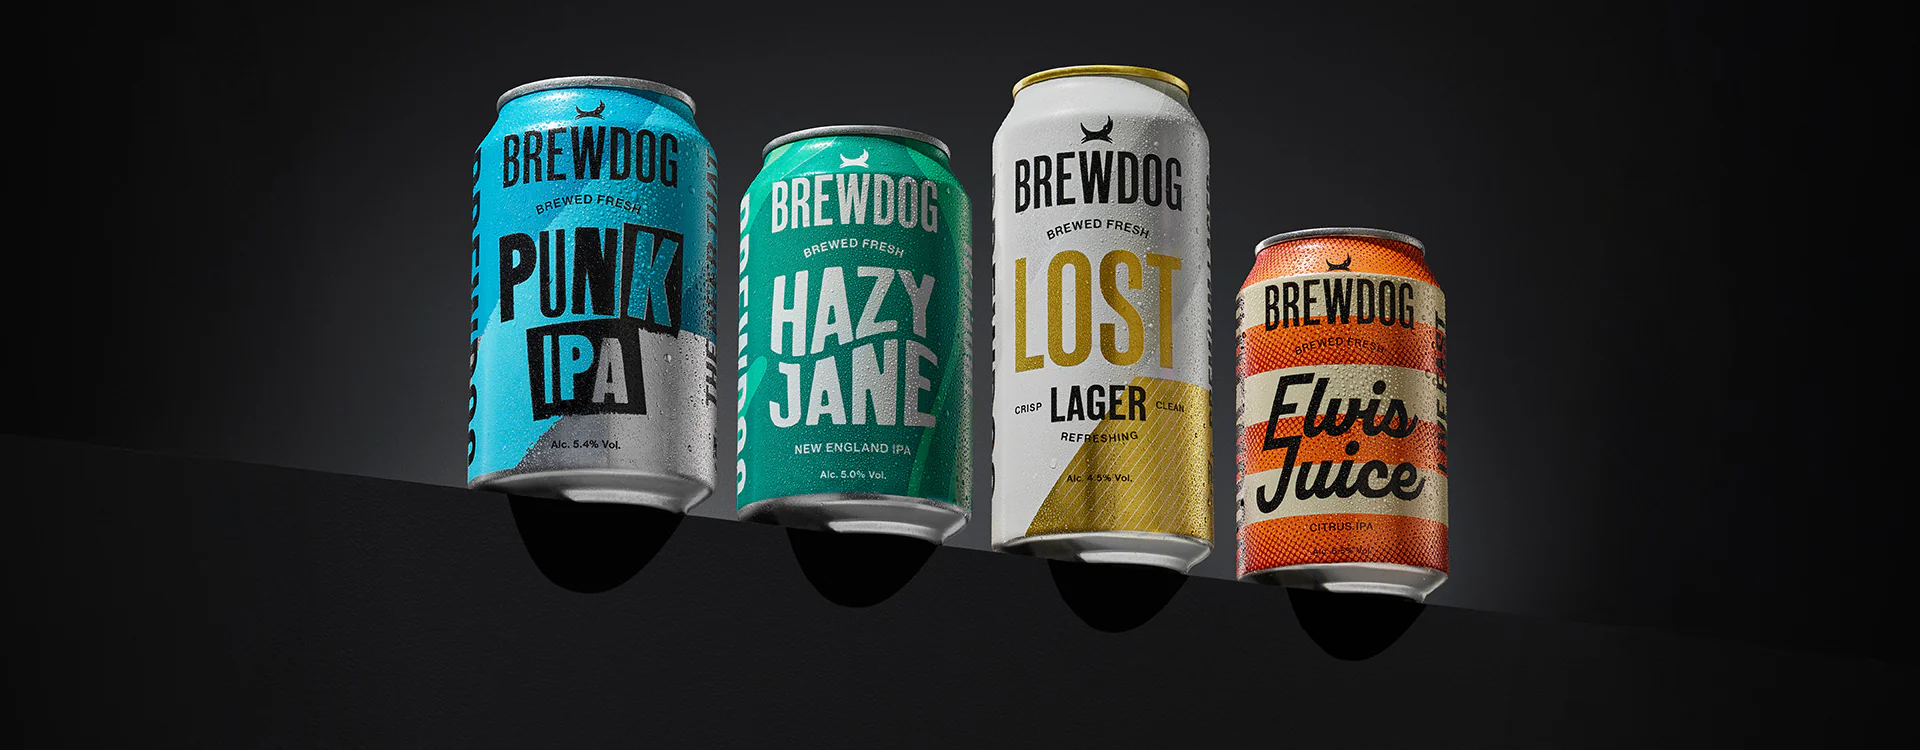 BREWDOG
BREWED FRESH
PUNK
IPA
Alc. 5.4% Vol.
BREWDOG
BREWED FRESH
HAZY
JANE
NEW ENGLAND IPA
Alc. 5.0% Vol.
BREWDOG
BREWED FRESH
LOST
CRISP LAGER CLEAN
REFRESHING
Alc. 4.5% Vol.
BREWDOG
BREWED FRESH
Elvis
Juice
CITRUS IPA